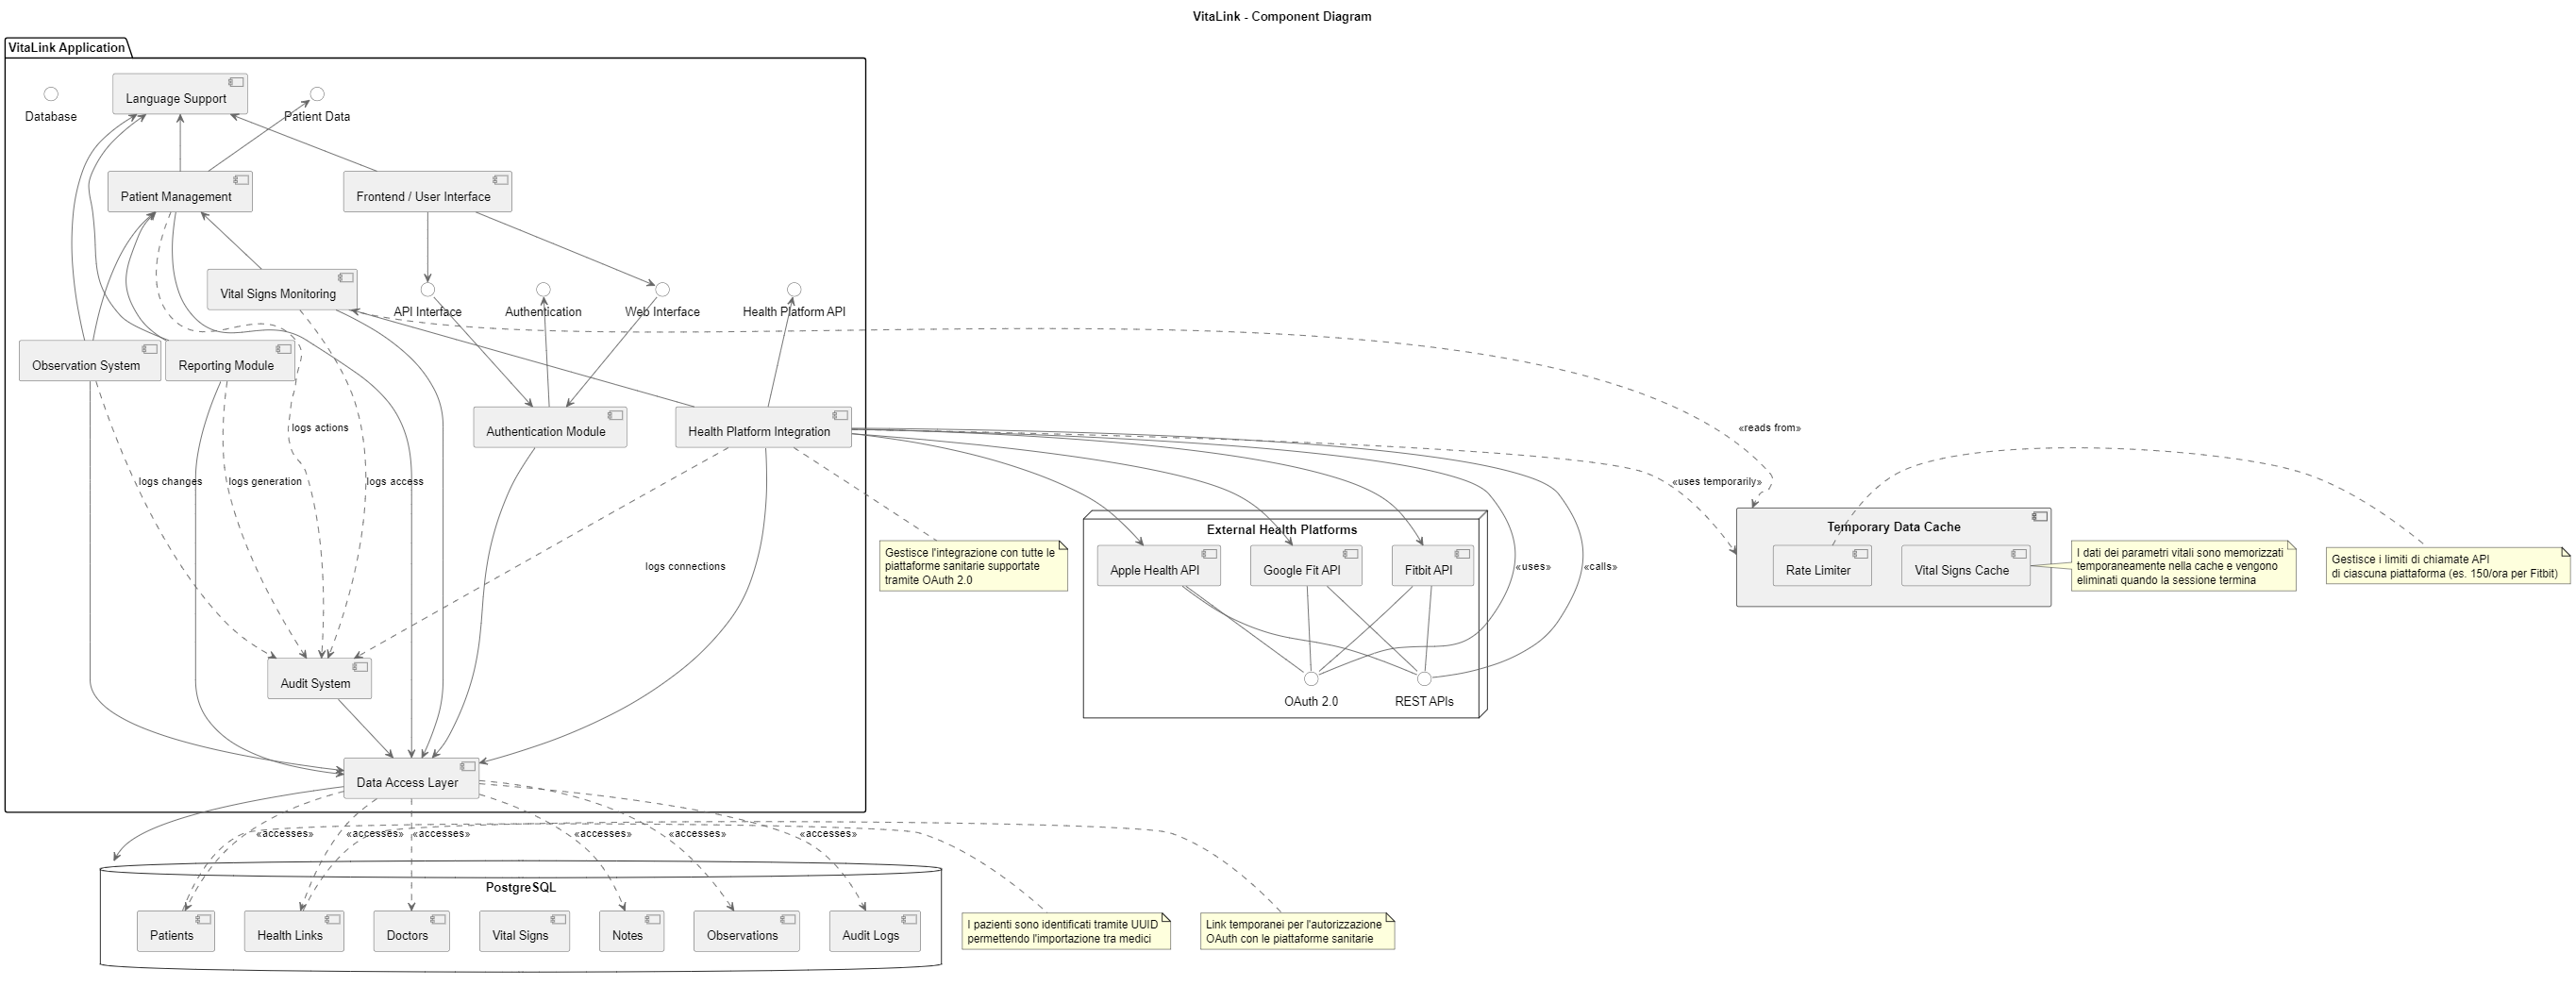 VitaLink - Component Diagram
VitaLink Application
Database
Language Support
Patient Data
Patient Management
Frontend / User Interface
Vital Signs Monitoring
API Interface
Authentication
Web Interface
Health Platform API
Observation System
Reporting Module
Authentication Module
Health Platform Integration
logs actions
«reads from»
logs changes
logs generation
logs access
«uses temporarily»
logs connections
Gestisce l'integrazione con tutte le
piattaforme sanitarie supportate
tramite OAuth 2.0
External Health Platforms
Apple Health API
Google Fit API
Fitbit API
«uses»
«calls»
OAuth 2.0
REST APIs
Temporary Data Cache
Rate Limiter
Vital Signs Cache
I dati dei parametri vitali sono memorizzati
temporaneamente nella cache e vengono
eliminati quando la sessione termina
Gestisce i limiti di chiamate API
di ciascuna piattaforma (es. 150/ora per Fitbit)
Audit System
Data Access Layer
«accesses»
«accesses»
«accesses»
«accesses»
«accesses»
«accesses»
PostgreSQL
Patients
Health Links
Doctors
Vital Signs
Notes
Observations
Audit Logs
I pazienti sono identificati tramite UUID
permettendo l'importazione tra medici
Link temporanei per l'autorizzazione
OAuth con le piattaforme sanitarie